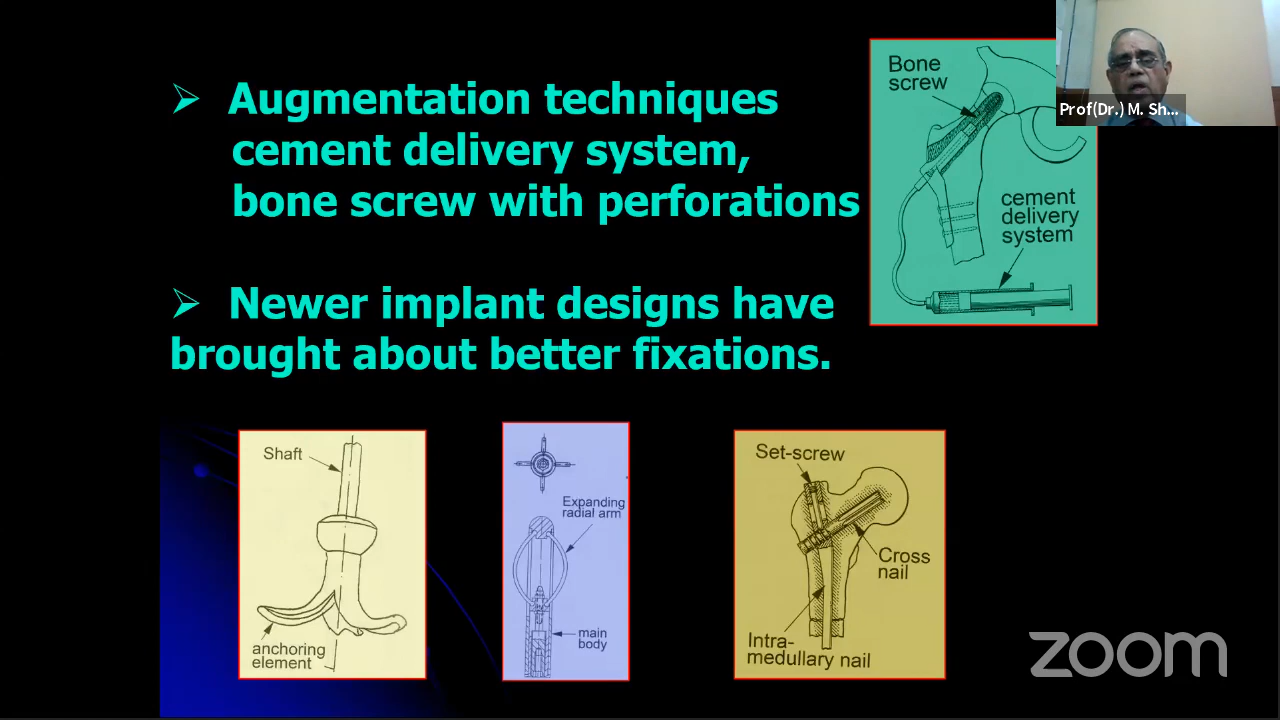 ➢ Augmentation techniques
cement delivery system,
bone screw with perforations
➢ Newer implant designs have
brought about better fixations.
Bone
screw
cement
delivery
system
Prof(Dr.) M. Sh...
Shaft
anchoring
element
Expanding
radial arm
main
body
Set-screw
Cross
nail
Intra-
medullary nail
zoom